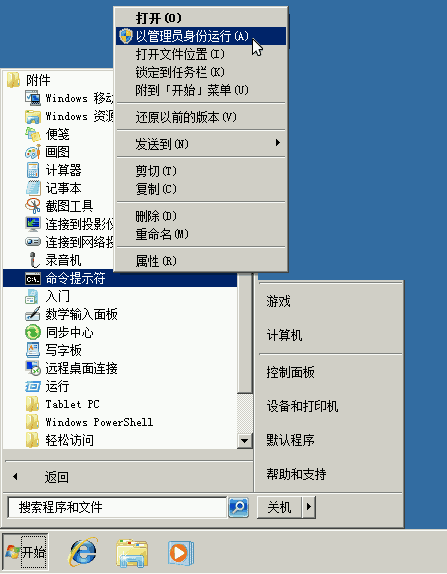 打开(O)
以管理员身份运行(A)
打开文件位置(I)
锁定到任务栏(K)
附到「开始」菜单(U)
还原以前的版本(V)
发送到(N)
剪切(T)
复制(C)
删除(D)
重命名(M)
属性(R)
附件
Windows 移动
Windows 资源
便笺
画图
计算器
记事本
截图工具
连接到投影仪
连接到网络投
录音机
命令提示符
入门
数学输入面板
同步中心
写字板
远程桌面连接
运行
Tablet PC
Windows PowerShell
轻松访问
返回
搜索程序和文件
游戏
计算机
控制面板
设备和打印机
默认程序
帮助和支持
关机
开始